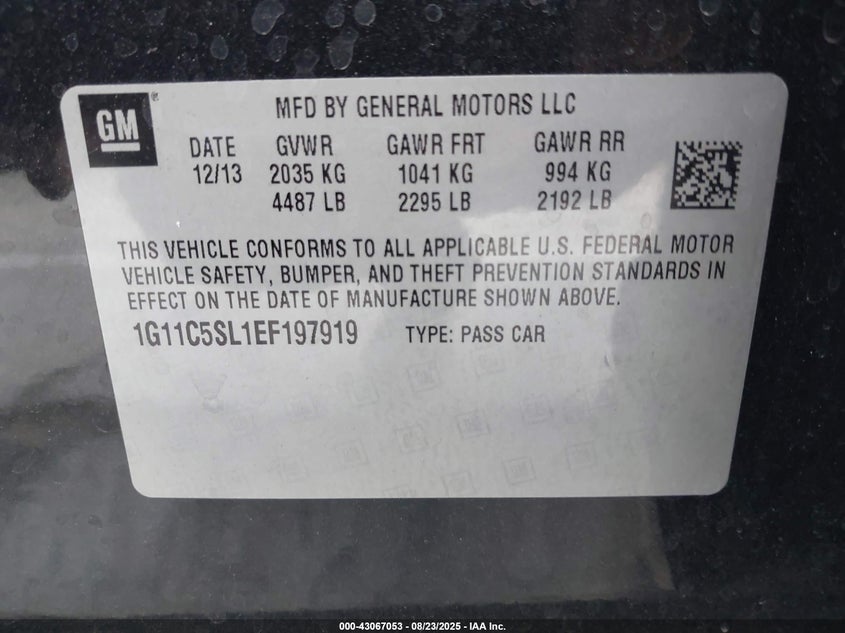 GM®
MFD BY GENERAL MOTORS LLC
DATE GVWR GAWR FRT GAWR RR
12/13 2035 KG 1041 KG 994 KG
4487 LB 2295 LB 2192 LB
THIS VEHICLE CONFORMS TO ALL APPLICABLE U.S. FEDERAL MOTOR
VEHICLE SAFETY, BUMPER, AND THEFT PREVENTION STANDARDS IN
EFFECT ON THE DATE OF MANUFACTURE SHOWN ABOVE.
1G11C5SL1EF197919 TYPE: PASS CAR
000-43067053 - 08/23/2025 - IAA Inc.